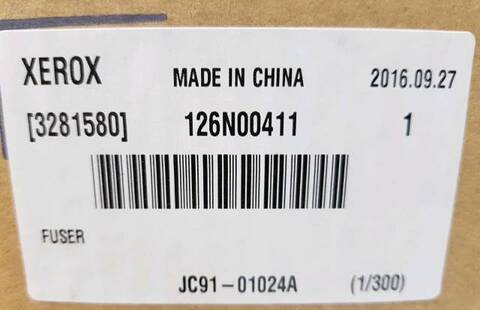 XEROX MADE IN CHINA 2016.09.27
[3281580] 126N00411 1
FUSER
JC91-01024A (1/300)